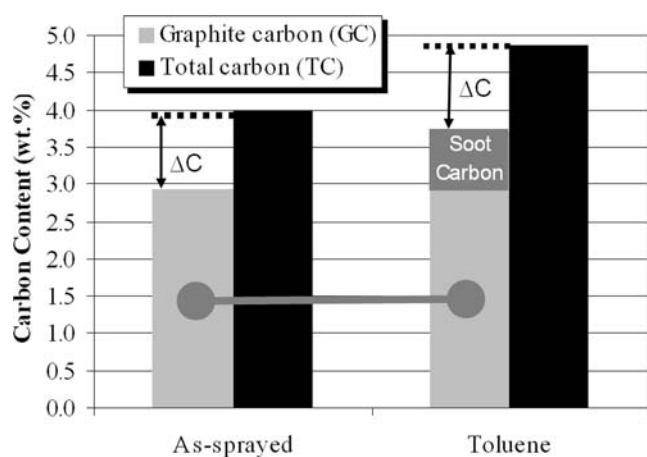 Graphite carbon (GC)
Total carbon (TC)
Carbon Content (wt.%)
5.0
4.5
4.0
3.5
3.0
2.5
2.0
1.5
1.0
0.5
0.0
ΔC
ΔC
Soot
Carbon
As-sprayed
Toluene